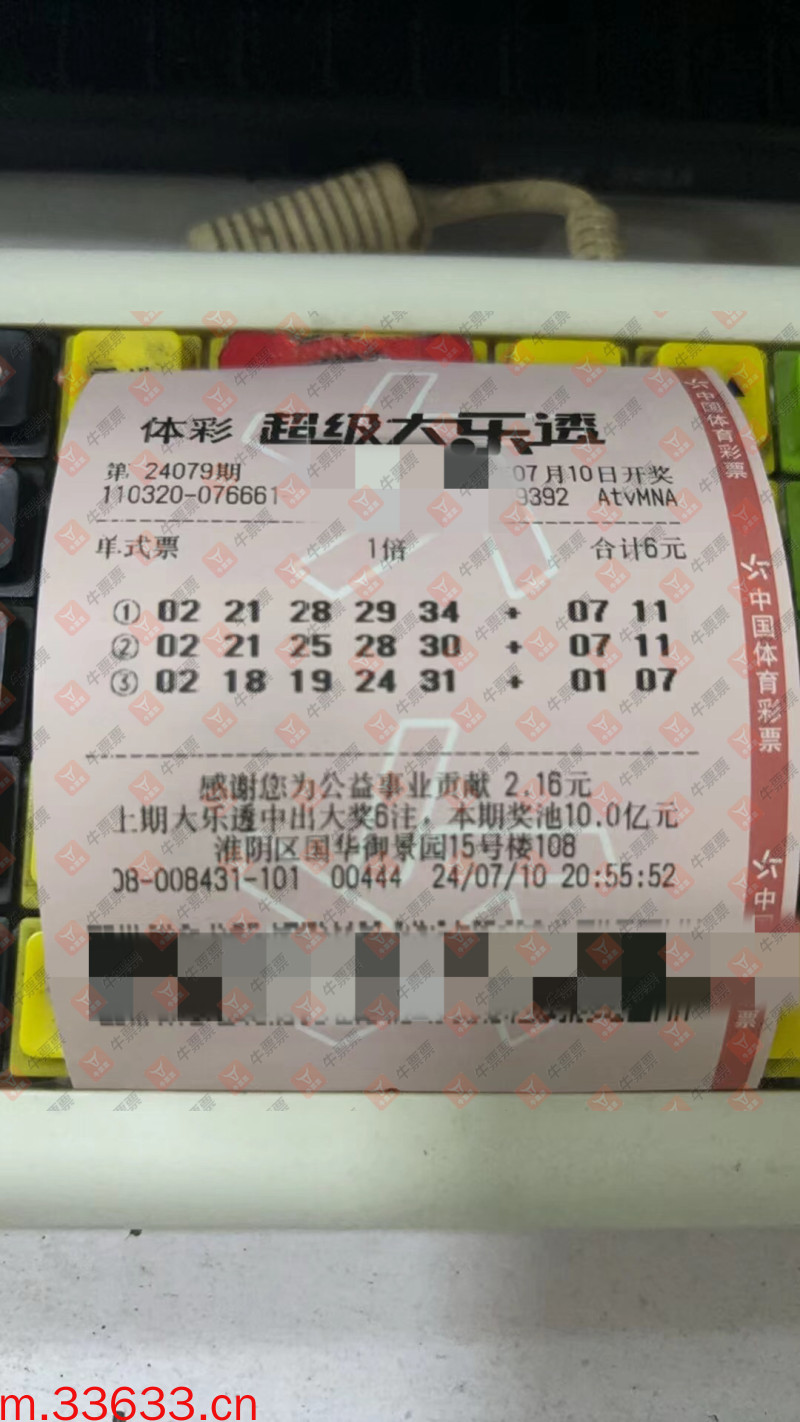 体彩 超级大乐透
第 24079期 07月10日开奖
110320-076661 9392 AtvMNA
单式票 1倍 合计6元
① 02 21 28 29 34 + 07 11
② 02 21 25 28 30 + 07 11
③ 02 18 19 24 31 + 01 07
感谢您为公益事业贡献 2.16元
上期大乐透中出大奖6注，本期奖池10.0亿元
淮阴区国华御景园15号楼108
08-008431-101 00444 24/07/10 20:55:52
中国体育彩票
中国体育彩票
中
票
牛票票
m.33633.cn